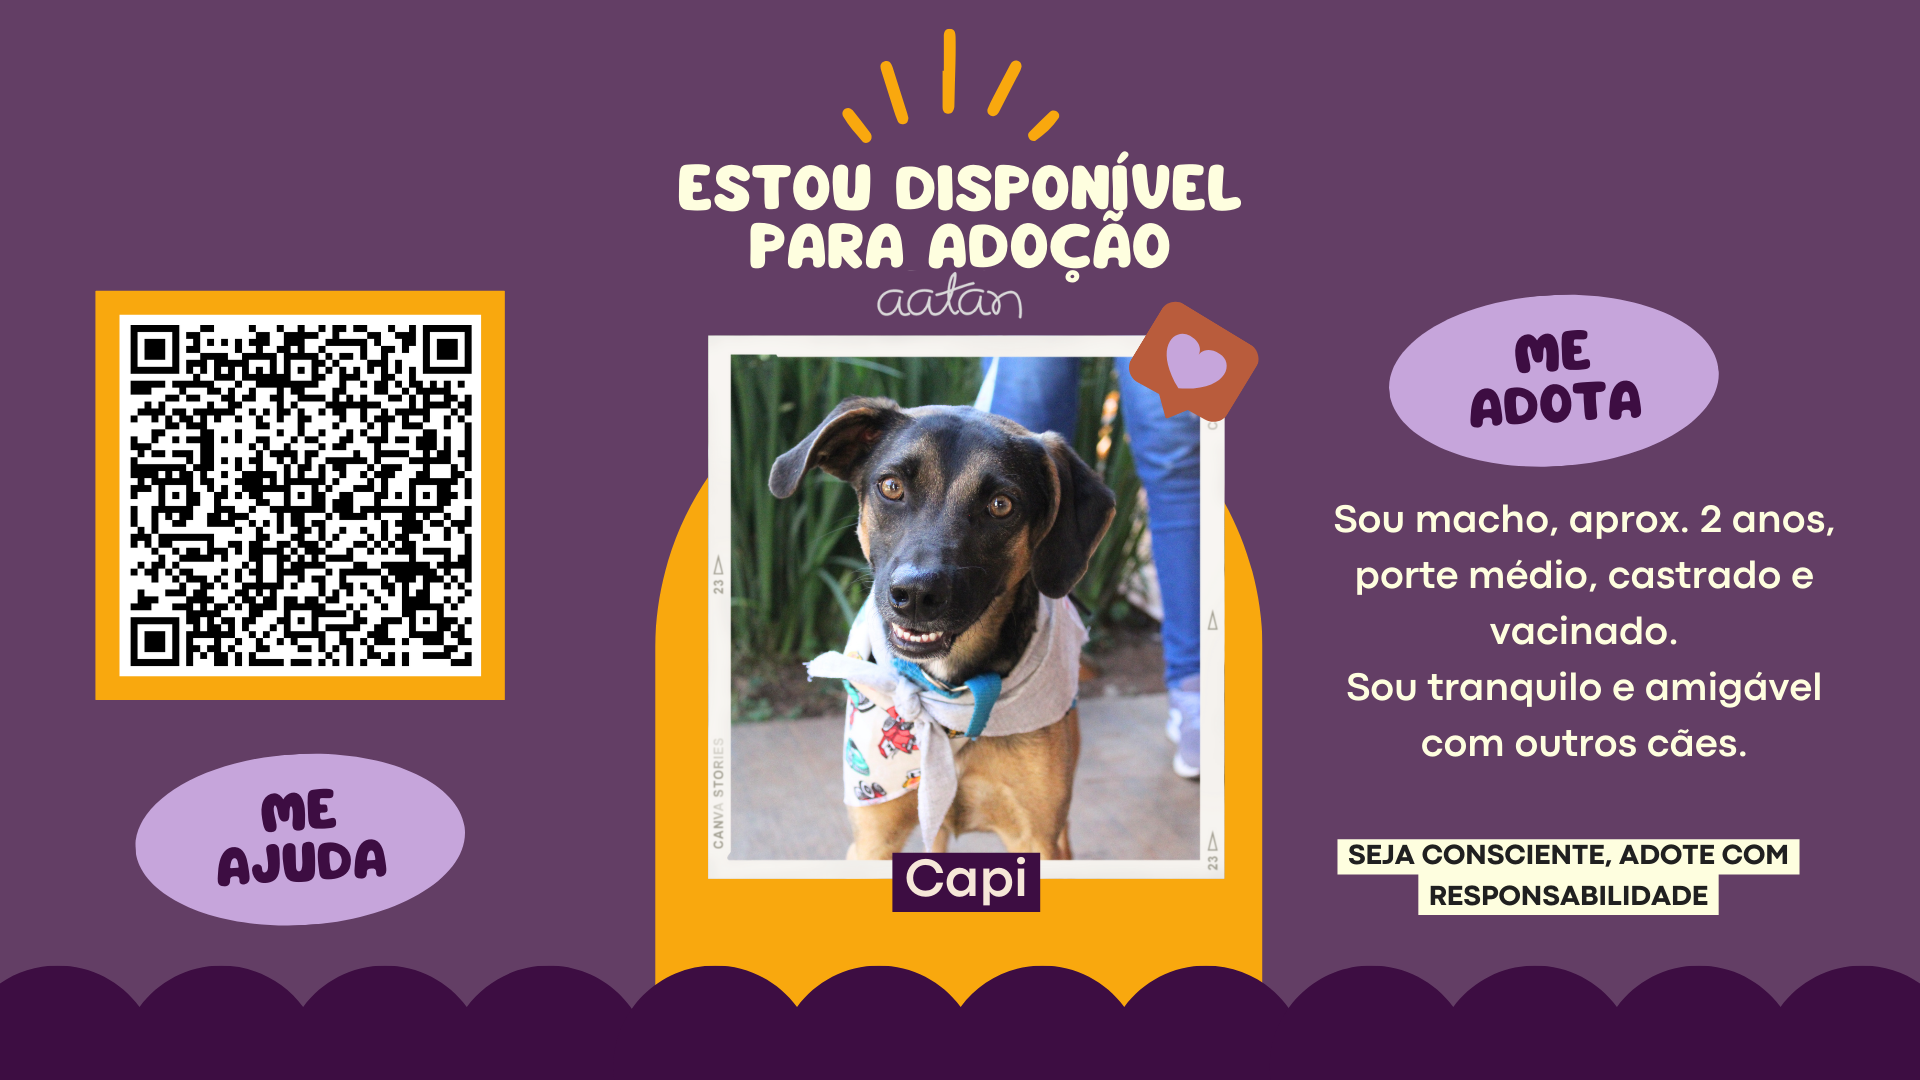 ESTOU DISPONÍVEL
PARA ADOÇÃO
aatan
ME
AJUDA
23
CANVA STORIES
23
Capi
ME
ADOTA
Sou macho, aprox. 2 anos,
porte médio, castrado e
vacinado.
Sou tranquilo e amigável
com outros cães.
SEJA CONSCIENTE, ADOTE COM
RESPONSABILIDADE